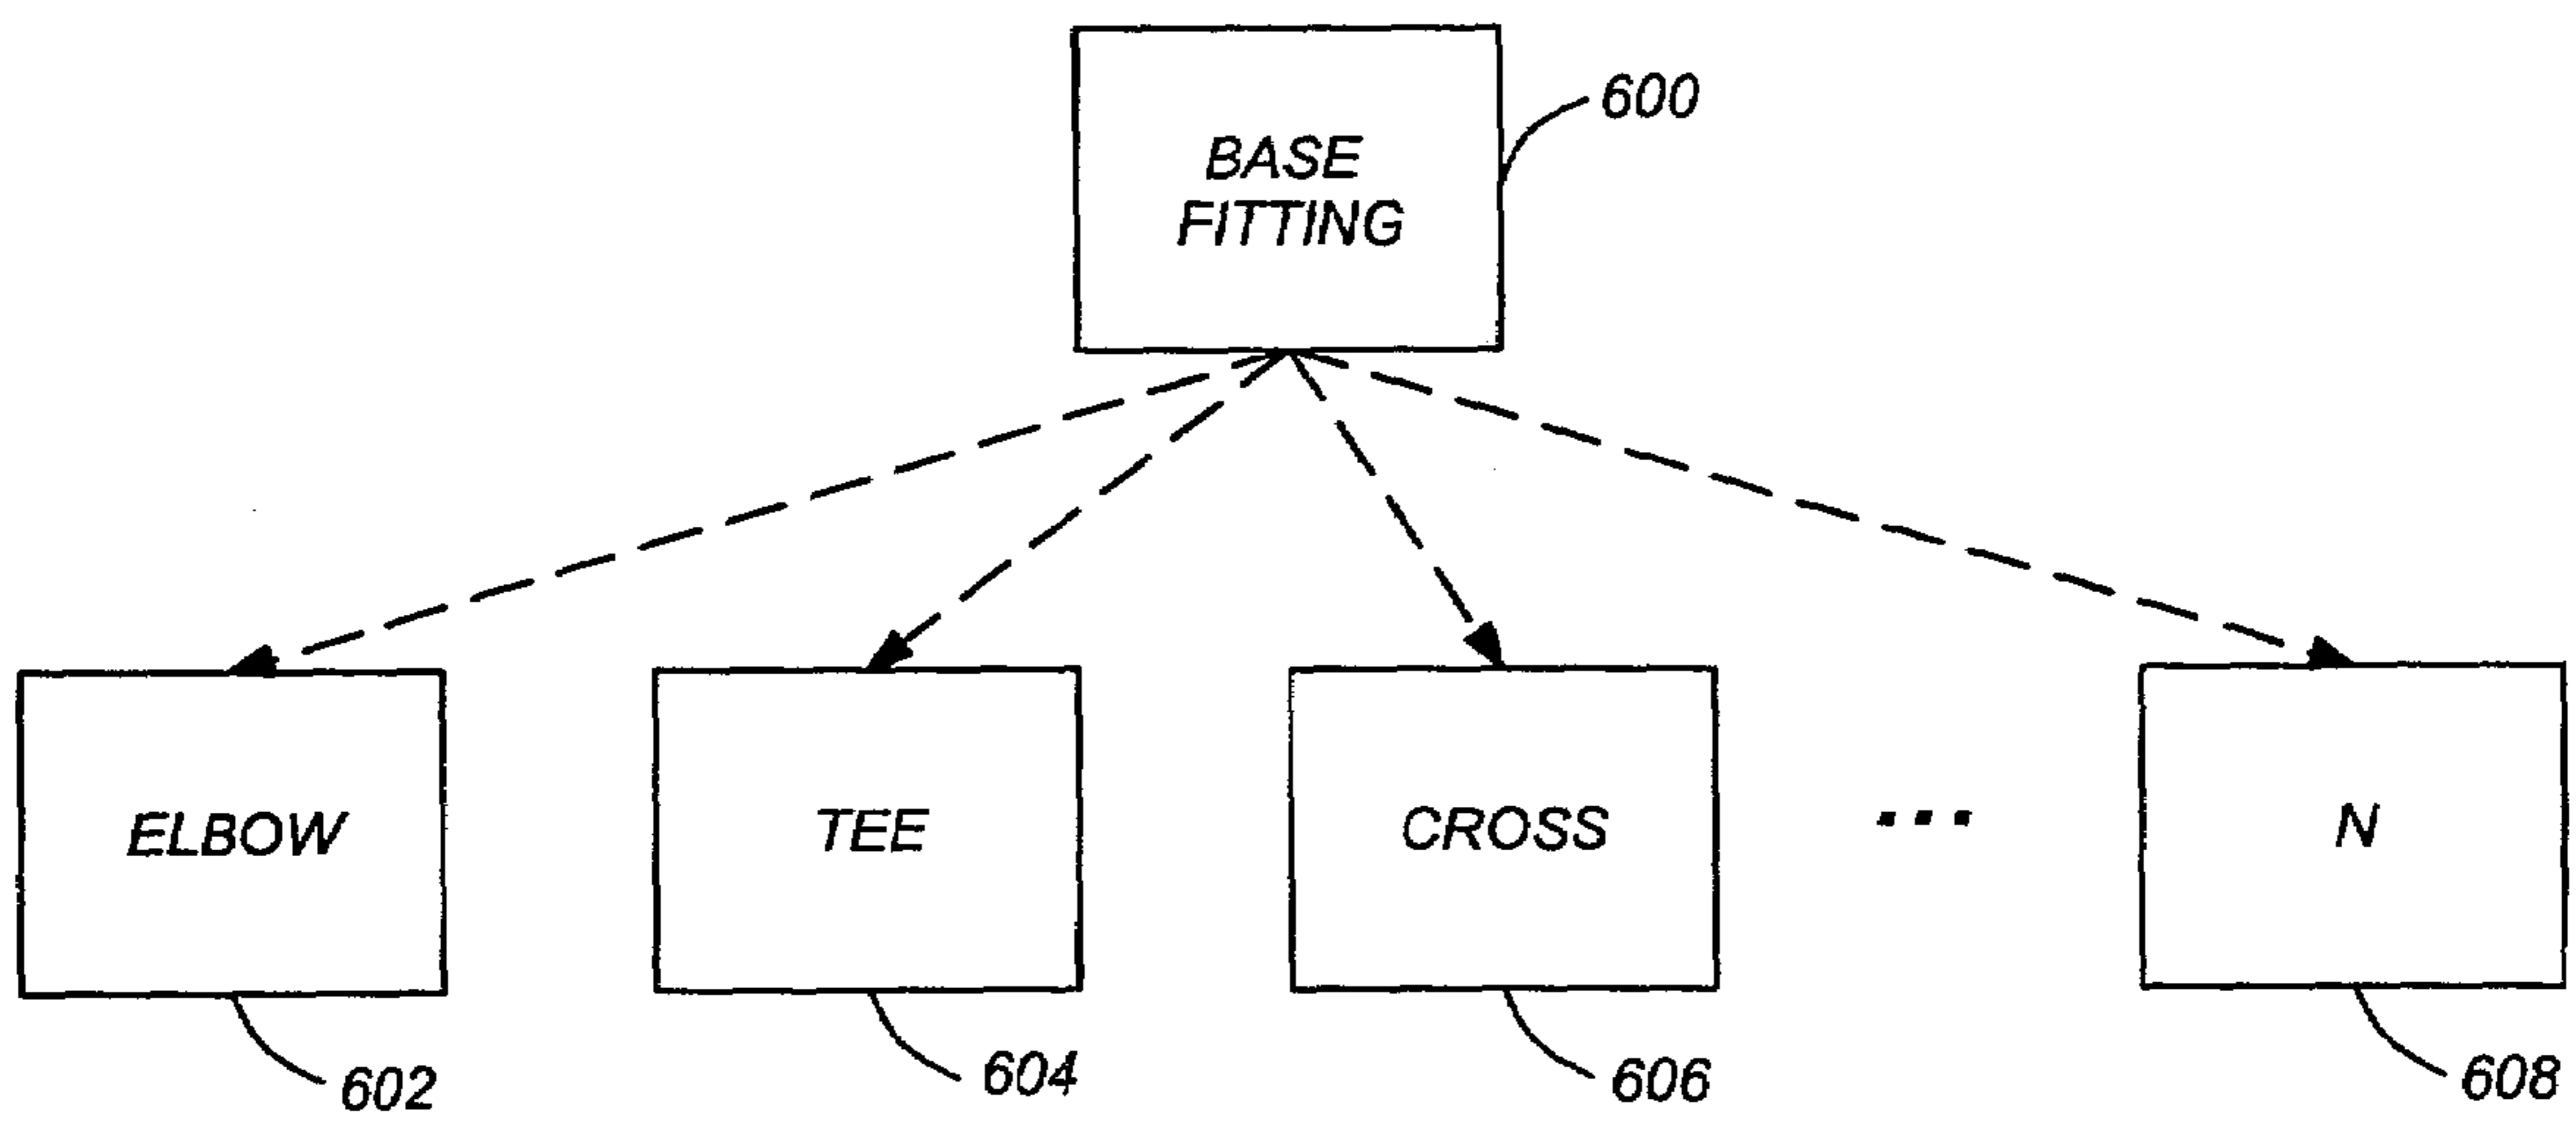 BASE
FITTING
600
ELBOW
TEE
CROSS
...
N
602
604
606
608